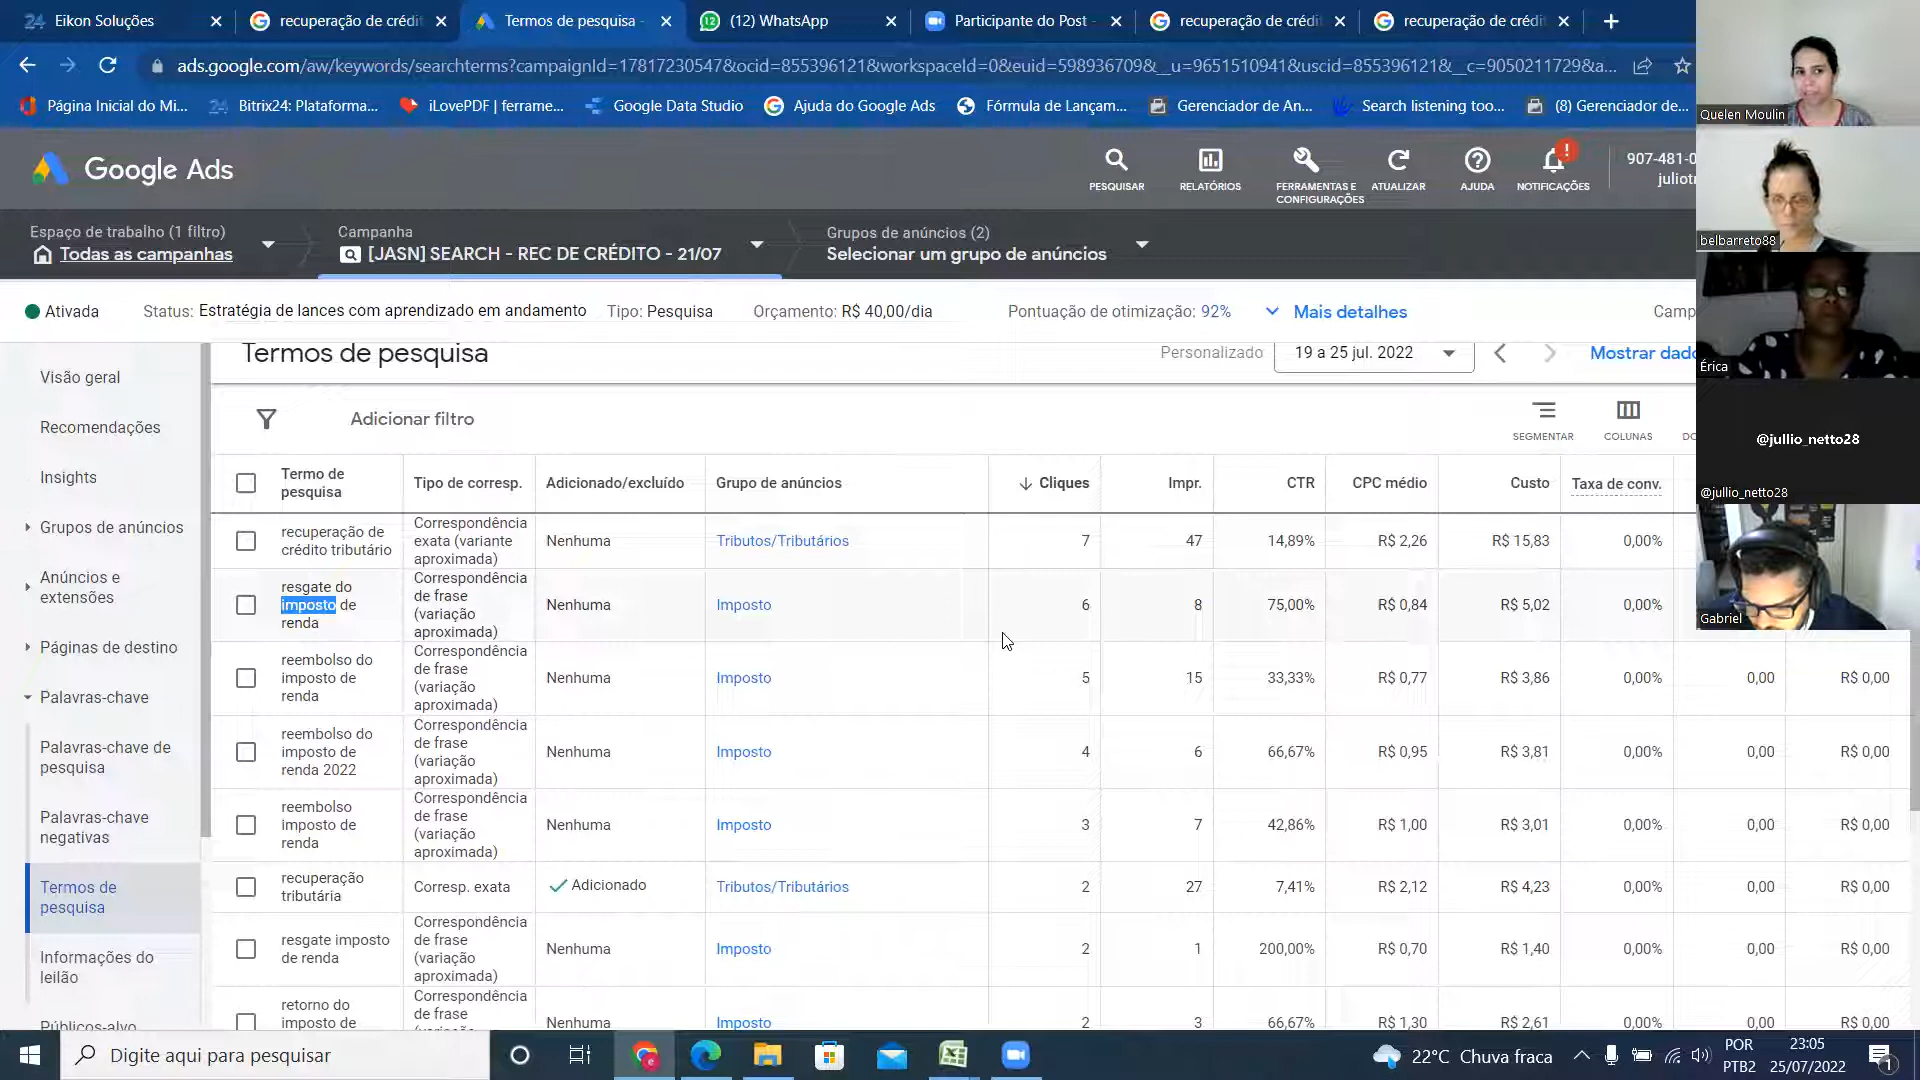 Eikon Soluções
recuperação de crédi
Termos de pesquisa -
(12) WhatsApp
Participante do Post -
recuperação de crédi
recuperação de crédi
ads.google.com/aw/keywords/searchterms?campaignId=17817230547&ocid=855396121&workspaceId=0&euid=598936709&__u=9651510941&uscid=855396121&__c=9050211729&a...
Página Inicial do Mi...
Bitrix24: Plataforma...
iLovePDF | ferrame...
Google Data Studio
Ajuda do Google Ads
Fórmula de Lançam...
Gerenciador de An...
Search listening too...
(8) Gerenciador de...
Google Ads
PESQUISAR
RELATÓRIOS
FERRAMENTAS E
CONFIGURAÇÕES
ATUALIZAR
AJUDA
NOTIFICAÇÕES
907-481-0
juliotr
Espaço de trabalho (1 filtro)
Todas as campanhas
Campanha
[JASN] SEARCH - REC DE CRÉDITO - 21/07
Grupos de anúncios (2)
Selecionar um grupo de anúncios
Ativada
Status: Estratégia de lances com aprendizado em andamento
Tipo: Pesquisa
Orçamento: R$ 40,00/dia
Pontuação de otimização: 92%
Mais detalhes
Camp
Visão geral
Recomendações
Insights
Grupos de anúncios
Anúncios e
extensões
Páginas de destino
Palavras-chave
Palavras-chave de
pesquisa
Palavras-chave
negativas
Termos de
pesquisa
Informações do
leilão
Públicos-alvo
Termos de pesquisa
Personalizado
19 a 25 jul. 2022
Mostrar dado
Adicionar filtro
SEGMENTAR
COLUNAS
DO
Termo de
pesquisa
Tipo de corresp.
Adicionado/excluído
Grupo de anúncios
Cliques
Impr.
CTR
CPC médio
Custo
Taxa de conv.
recuperação de
crédito tributário
Correspondência
exata (variante
aproximada)
Nenhuma
Tributos/Tributários
7
47
14,89%
R$ 2,26
R$ 15,83
0,00%
resgate do
imposto de
renda
Correspondência
de frase
(variação
aproximada)
Nenhuma
Imposto
6
8
75,00%
R$ 0,84
R$ 5,02
0,00%
reembolso do
imposto de
renda
Correspondência
de frase
(variação
aproximada)
Nenhuma
Imposto
5
15
33,33%
R$ 0,77
R$ 3,86
0,00%
0,00
R$ 0,00
reembolso do
imposto de
renda 2022
Correspondência
de frase
(variação
aproximada)
Nenhuma
Imposto
4
6
66,67%
R$ 0,95
R$ 3,81
0,00%
0,00
R$ 0,00
reembolso
imposto de
renda
Correspondência
de frase
(variação
aproximada)
Nenhuma
Imposto
3
7
42,86%
R$ 1,00
R$ 3,01
0,00%
0,00
R$ 0,00
recuperação
tributária
Corresp. exata
Adicionado
Tributos/Tributários
2
27
7,41%
R$ 2,12
R$ 4,23
0,00%
0,00
R$ 0,00
resgate imposto
de renda
Correspondência
de frase
(variação
aproximada)
Nenhuma
Imposto
2
1
200,00%
R$ 0,70
R$ 1,40
0,00%
0,00
R$ 0,00
retorno do
imposto de
Correspondência
de frase
Nenhuma
Imposto
2
3
66,67%
R$ 1,30
R$ 2,61
0,00%
0,00
R$ 0,00
Quelen Moulin
belbarreto88
Érica
@jullio_netto28
@jullio_netto28
Gabriel
Digite aqui para pesquisar
22°C Chuva fraca
POR
PTB2
23:05
25/07/2022
1